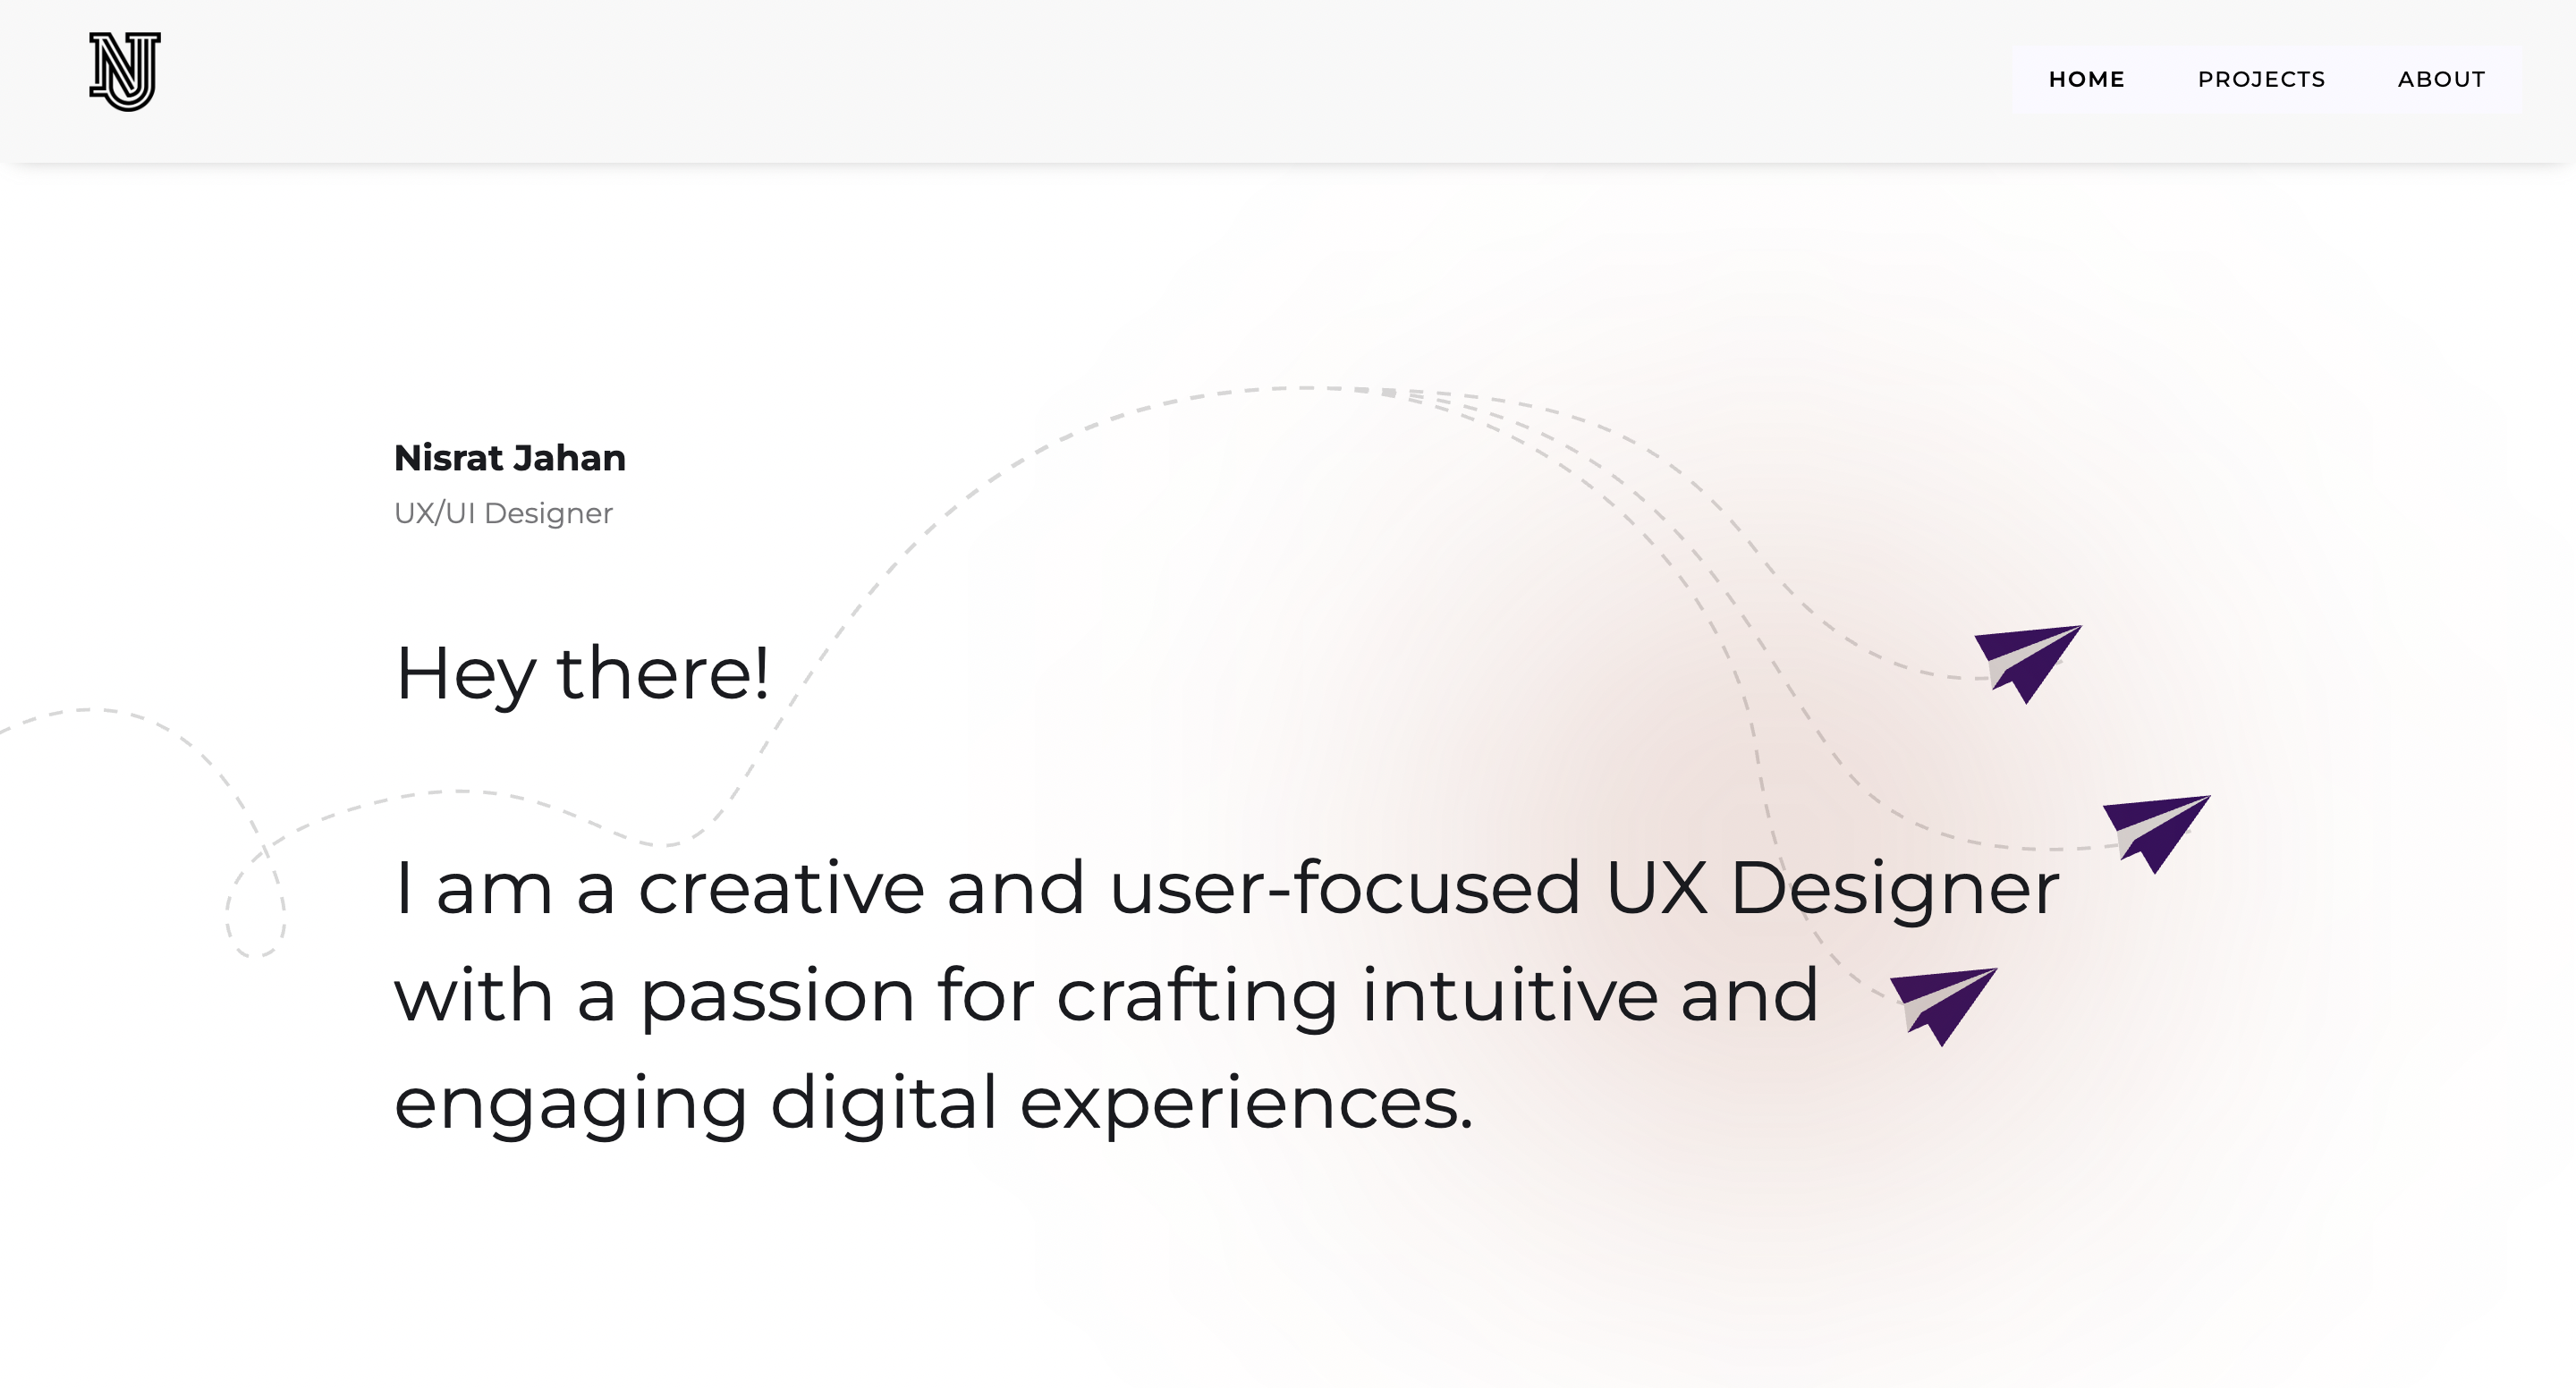 NJ
HOME PROJECTS ABOUT
Nisrat Jahan
UX/UI Designer
Hey there!
I am a creative and user-focused UX Designer
with a passion for crafting intuitive and
engaging digital experiences.